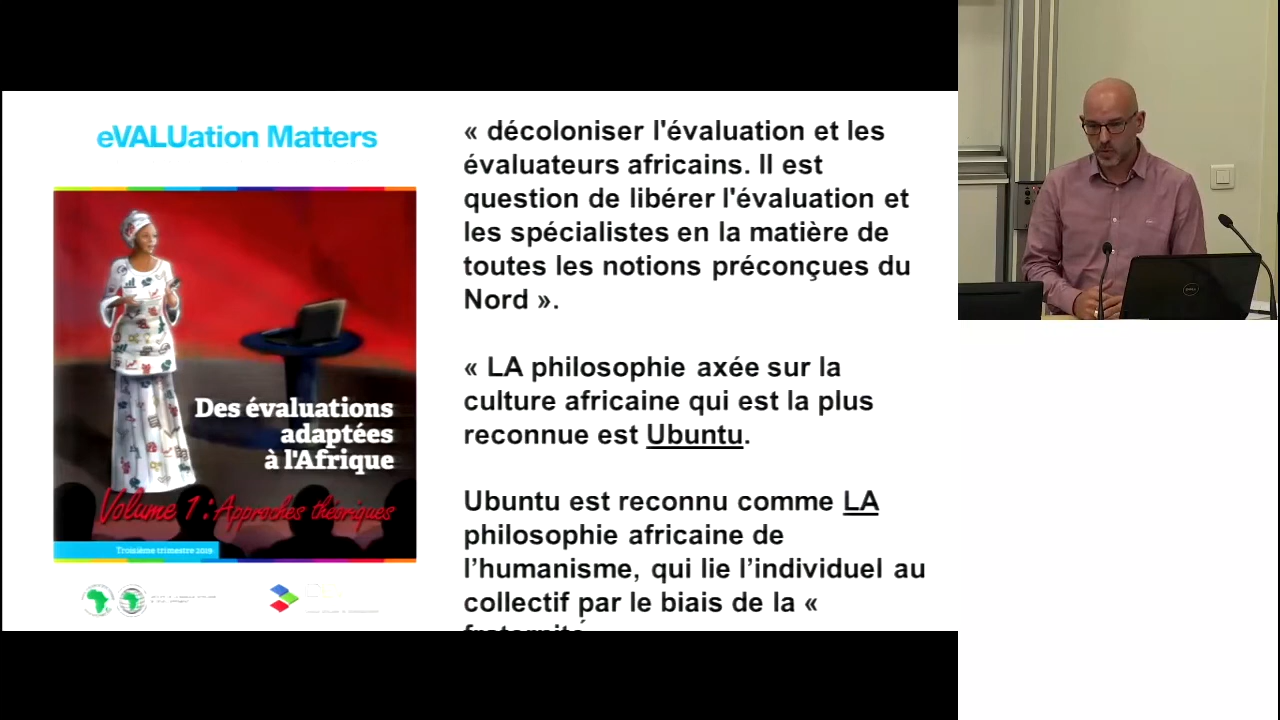 eVALUation Matters
Des évaluations
adaptées
à l'Afrique
Volume 1 : Approches théoriques
Troisième trimestre 2019
« décoloniser l'évaluation et les
évaluateurs africains. Il est
question de libérer l'évaluation et
les spécialistes en la matière de
toutes les notions préconçues du
Nord ».
« LA philosophie axée sur la
culture africaine qui est la plus
reconnue est Ubuntu.
Ubuntu est reconnu comme LA
philosophie africaine de
l’humanisme, qui lie l’individuel au
collectif par le biais de la «
DELL